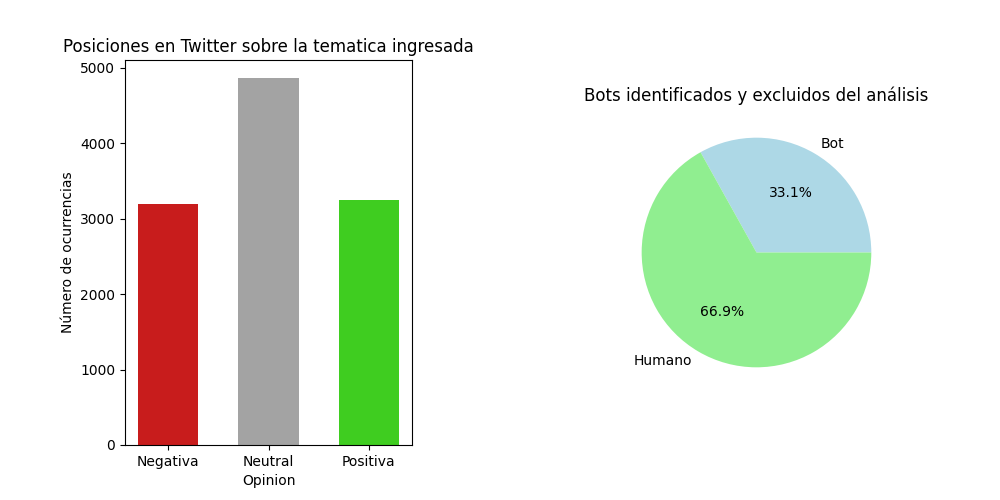 Posiciones en Twitter sobre la tematica ingresada
5000
4000
3000
2000
1000
0
Número de ocurrencias
Negativa
Neutral
Positiva
Opinion
Bots identificados y excluidos del análisis
Bot
33.1%
66.9%
Humano